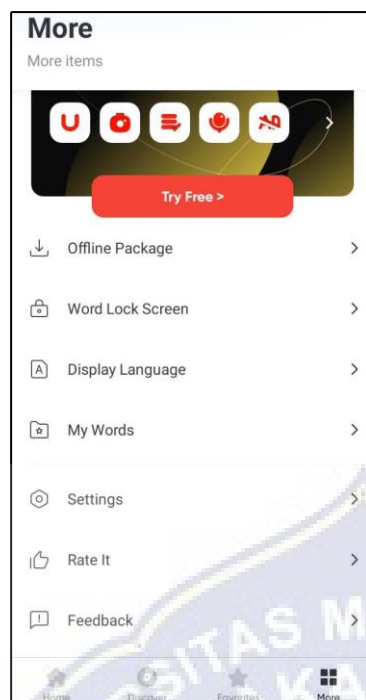 More
More items
U
Try Free >
Offline Package
Word Lock Screen
A
Display Language
My Words
Settings
Rate It
Feedback
SITAS M
Home
Discover
Favorites
More